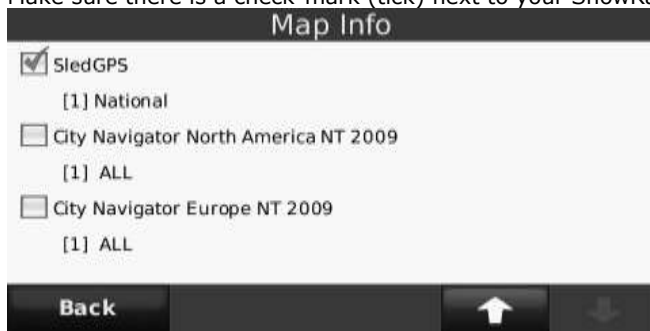 Make sure there is a check mark (tick) next to your
Map Info
SledGPS
[1] National
City Navigator North America NT 2009
[1] ALL
City Navigator Europe NT 2009
[1] ALL
Back